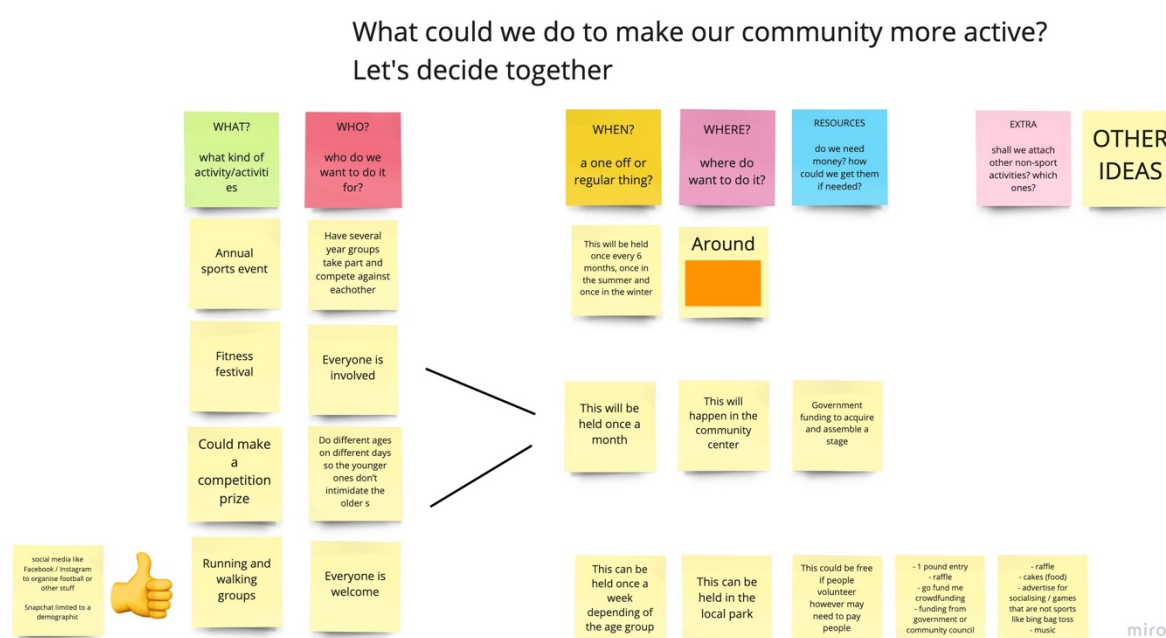 What could we do to make our community more active?
Let's decide together
WHAT?
what kind of
activity/activiti
es
WHO?
who do we
want to do it
for?
WHEN?
a one off or
regular thing?
WHERE?
where do
want to do it?
RESOURCES
do we need
money? how
could we get them
if needed?
EXTRA
shall we attach
other non-sport
activities? which
ones?
OTHER
IDEAS
Annual
sports event
Have several
year groups
take part and
compete against
eachother
This will be held
once every 6
months, once in
the summer and
once in the winter
Around
Fitness
festival
Everyone is
involved
Could make
a
competition
prize
Do different ages
on different days
so the younger
ones don't
intimidate the
older s
This will be
held once a
month
This will
happen in the
community
center
Government
funding to acquire
and assemble a
stage
social media like
Facebook / Instagram
to organise football or
other stuff
Snapchat limited to a
demographic
Running and
walking
groups
Everyone is
welcome
This can be
held once a
week
depending of
the age group
This can be
held in the
local park
This could be free
if people
volunteer
however may
need to pay
people
- 1 pound entry
- raffle
- go fund me
crowdfunding
- funding from
government or
community council
- raffle
- cakes (food)
- advertise for
socialising / games
that are not sports
like bing bag toss
- music
miro